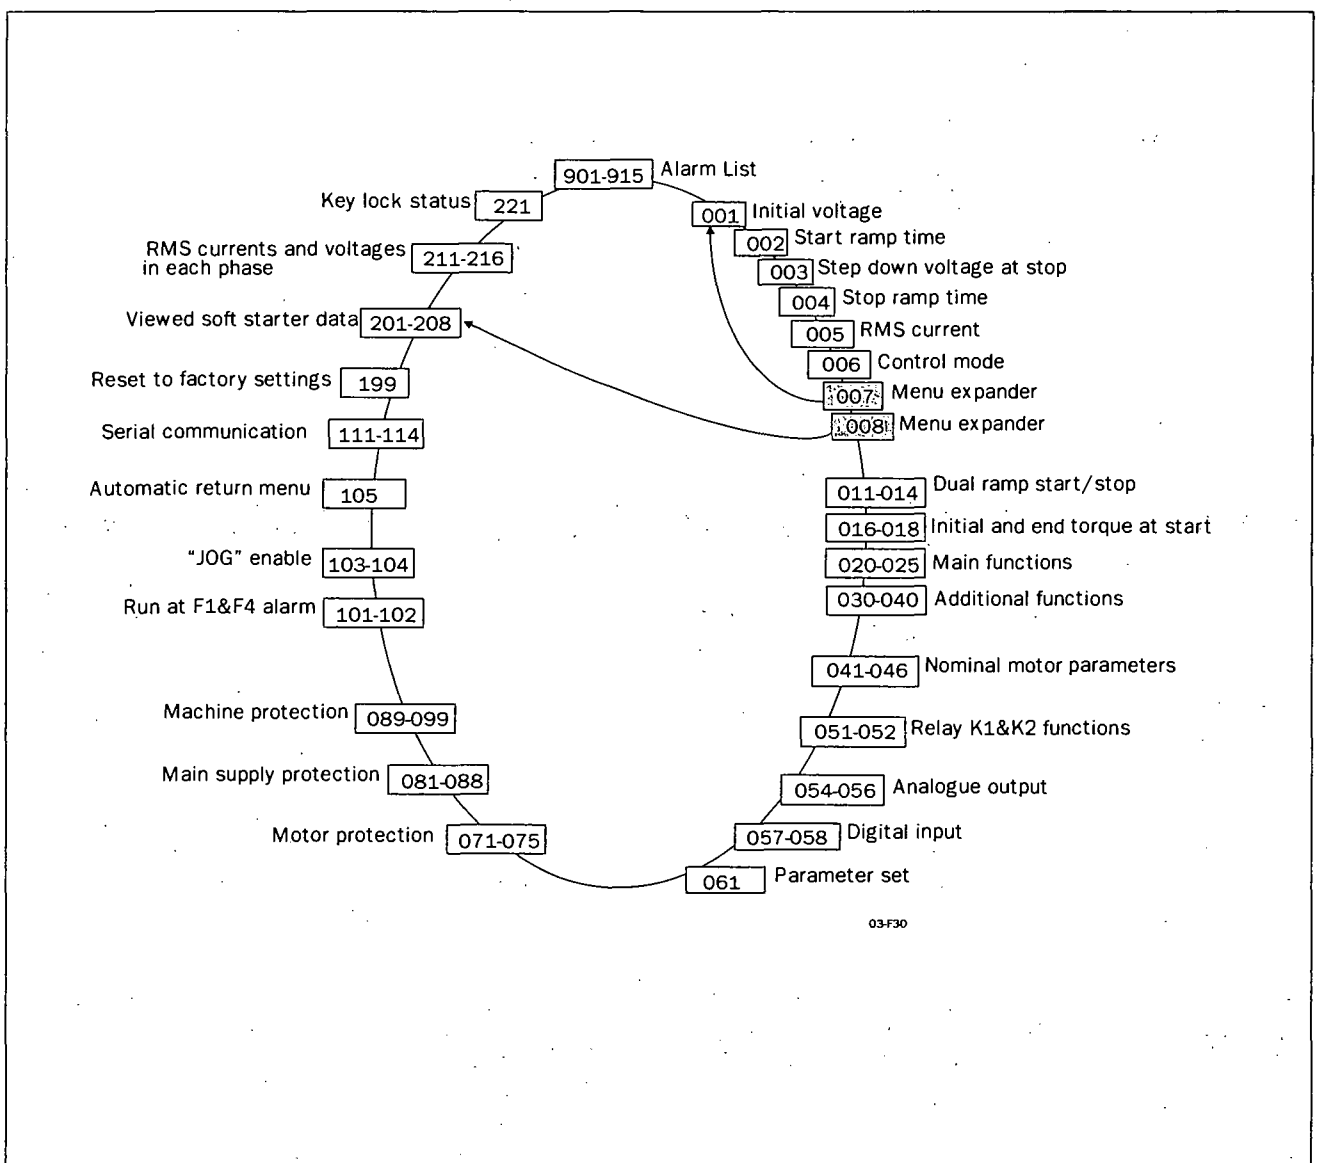 901-915 Alarm List
Key lock status 221
001 Initial voltage
002 Start ramp time
RMS currents and voltages
in each phase 211-216
003 Step down voltage at stop
004 Stop ramp time
Viewed soft starter data 201-208
005 RMS current
006 Control mode
Reset to factory settings 199
007 Menu expander
008 Menu expander
Serial communication 111-114
Automatic return menu 105
011-014 Dual ramp start/stop
016-018 Initial and end torque at start
"JOG" enable 103-104
020-025 Main functions
Run at F1&F4 alarm 101-102
030-040 Additional functions
041-046 Nominal motor parameters
Machine protection 089-099
051-052 Relay K1&K2 functions
Main supply protection 081-088
054-056 Analogue output
Motor protection 071-075
057-058 Digital input
061 Parameter set
03-F30